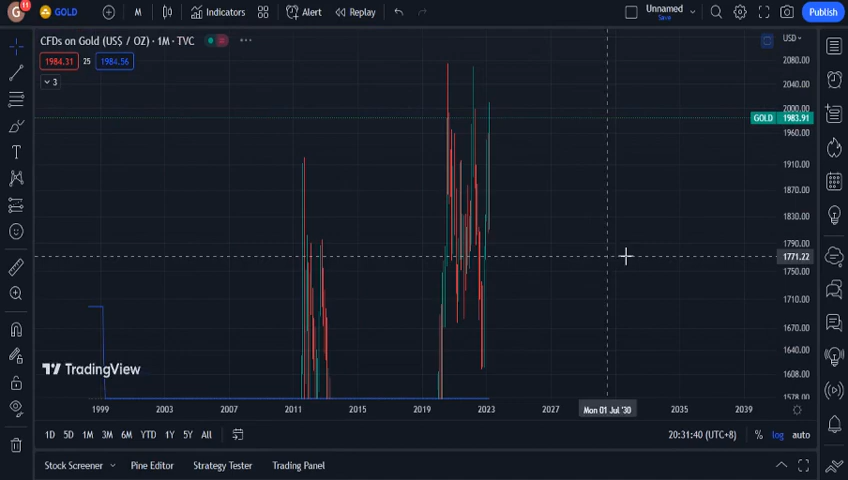 G 11 GOLD M Indicators Alert Replay Unnamed Save Publish
CFDs on Gold (US$ / OZ) · 1M · TVC
USD
1984.31 25 1984.56
3
2080.00
2040.00
2000.00
GOLD 1983.91
1960.00
1910.00
1870.00
1830.00
1790.00
1771.22
1750.00
1710.00
1670.00
1640.00
1608.00
1578.00
TradingView
1999 2003 2007 2011 2015 2019 2023 2027 Mon 01 Jul '30 2035 2039
1D 5D 1M 3M 6M YTD 1Y 5Y All 20:31:40 (UTC+8) % log auto
Stock Screener Pine Editor Strategy Tester Trading Panel